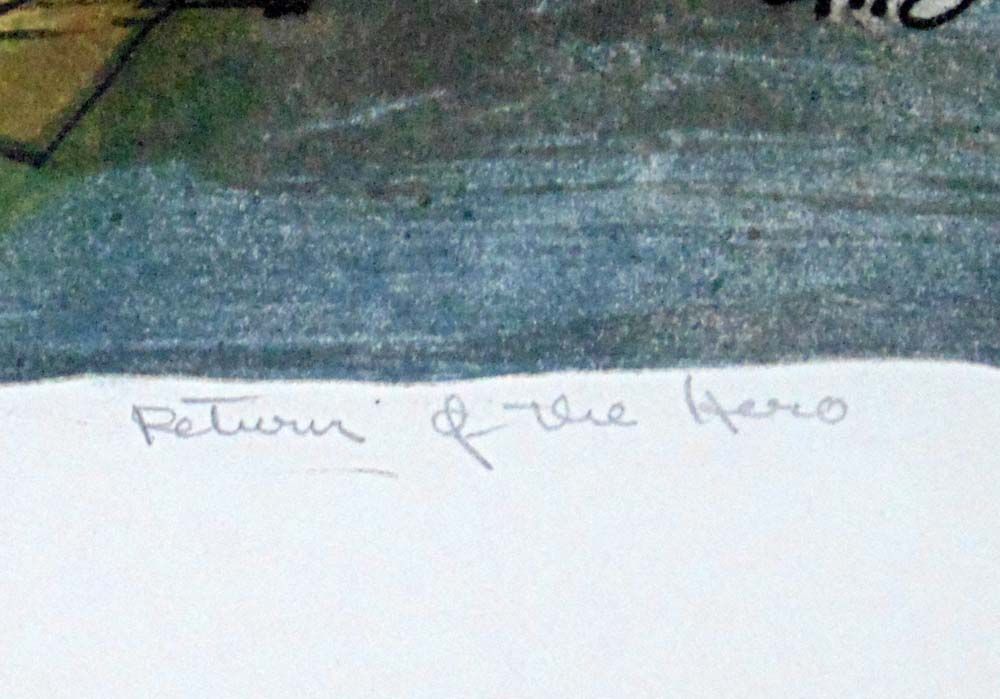 Return of the Hero